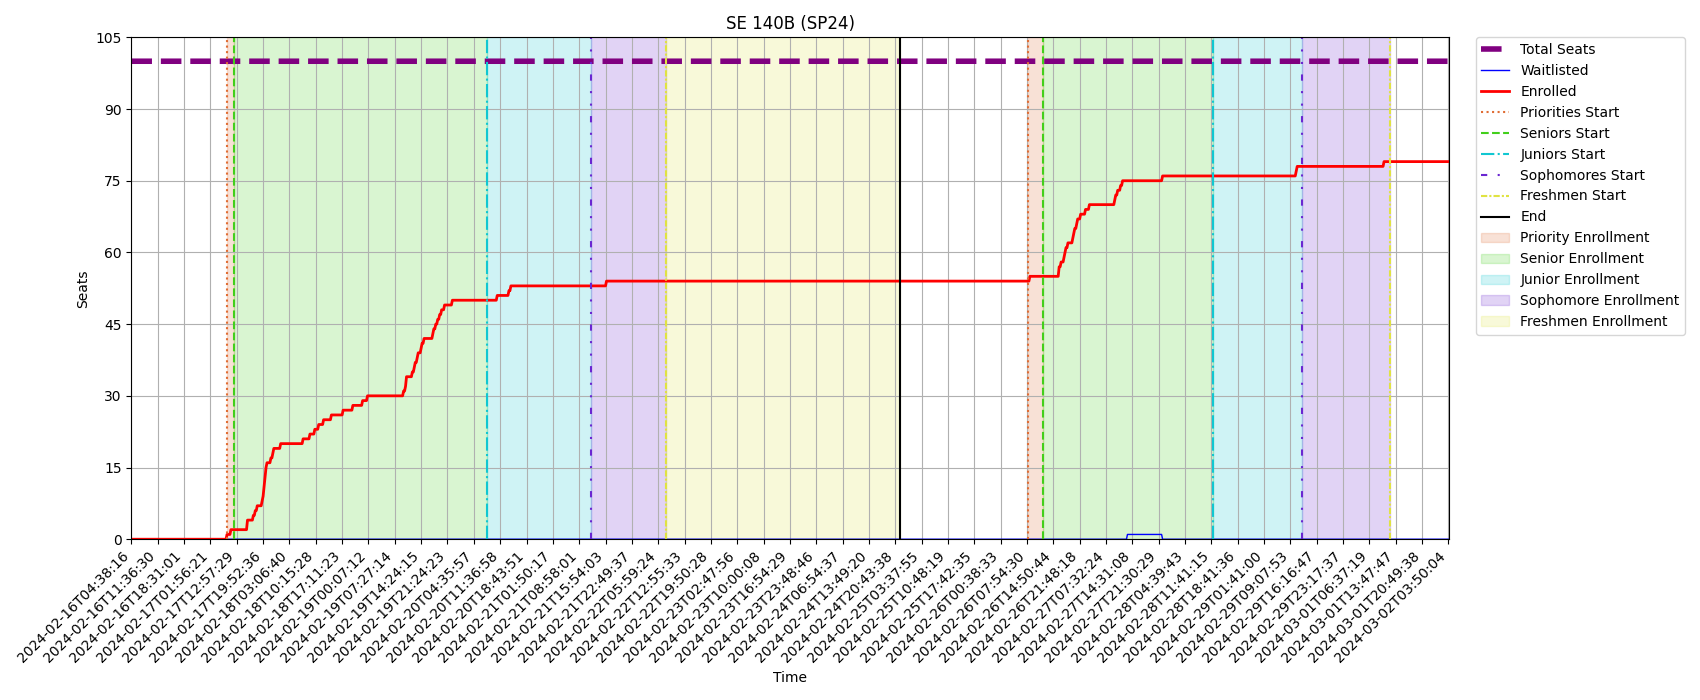 SE 140B (SP24)
105
90
75
60
45
30
15
0
Seats
2024-02-16T04:38:16
2024-02-16T11:36:30
2024-02-16T18:31:01
2024-02-17T01:56:21
2024-02-17T12:57:29
2024-02-17T19:52:36
2024-02-18T03:06:40
2024-02-18T10:15:28
2024-02-18T17:11:23
2024-02-19T00:07:12
2024-02-19T07:27:14
2024-02-19T14:24:15
2024-02-19T21:24:23
2024-02-20T04:35:57
2024-02-20T11:36:58
2024-02-20T18:43:51
2024-02-21T01:50:17
2024-02-21T08:58:01
2024-02-21T15:54:03
2024-02-21T22:49:37
2024-02-22T05:59:24
2024-02-22T12:55:33
2024-02-22T19:50:28
2024-02-23T02:47:56
2024-02-23T10:00:08
2024-02-23T16:54:29
2024-02-23T23:48:46
2024-02-24T06:54:37
2024-02-24T13:49:20
2024-02-24T20:43:38
2024-02-25T03:37:55
2024-02-25T10:48:19
2024-02-25T17:42:35
2024-02-26T00:38:33
2024-02-26T07:54:30
2024-02-26T14:50:44
2024-02-26T21:48:18
2024-02-27T07:32:24
2024-02-27T14:31:08
2024-02-27T21:30:29
2024-02-28T04:39:43
2024-02-28T11:41:15
2024-02-28T18:41:36
2024-02-29T01:41:00
2024-02-29T09:07:53
2024-02-29T16:16:47
2024-02-29T23:17:37
2024-03-01T06:37:19
2024-03-01T13:47:47
2024-03-01T20:49:38
2024-03-02T03:50:04
Time
Total Seats
Waitlisted
Enrolled
Priorities Start
Seniors Start
Juniors Start
Sophomores Start
Freshmen Start
End
Priority Enrollment
Senior Enrollment
Junior Enrollment
Sophomore Enrollment
Freshmen Enrollment